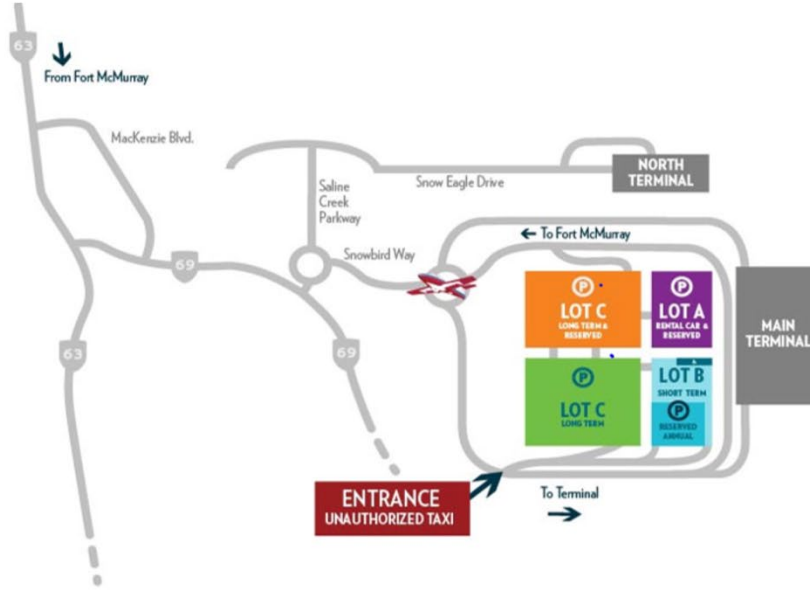 63
From Fort McMurray
MacKenzie Blvd.
NORTH
TERMINAL
Snow Eagle Drive
Saline
Creek
Parkway
← To Fort McMurray
Snowbird Way
69
P
LOT C
LONG TERM &
RESERVED
P
LOT A
RENTAL CAR &
RESERVED
MAIN
TERMINAL
63
69
P
LOT C
LONG TERM
LOT B
SHORT TERM
P
RESERVED
ANNUAL
ENTRANCE
UNAUTHORIZED TAXI
To Terminal
→